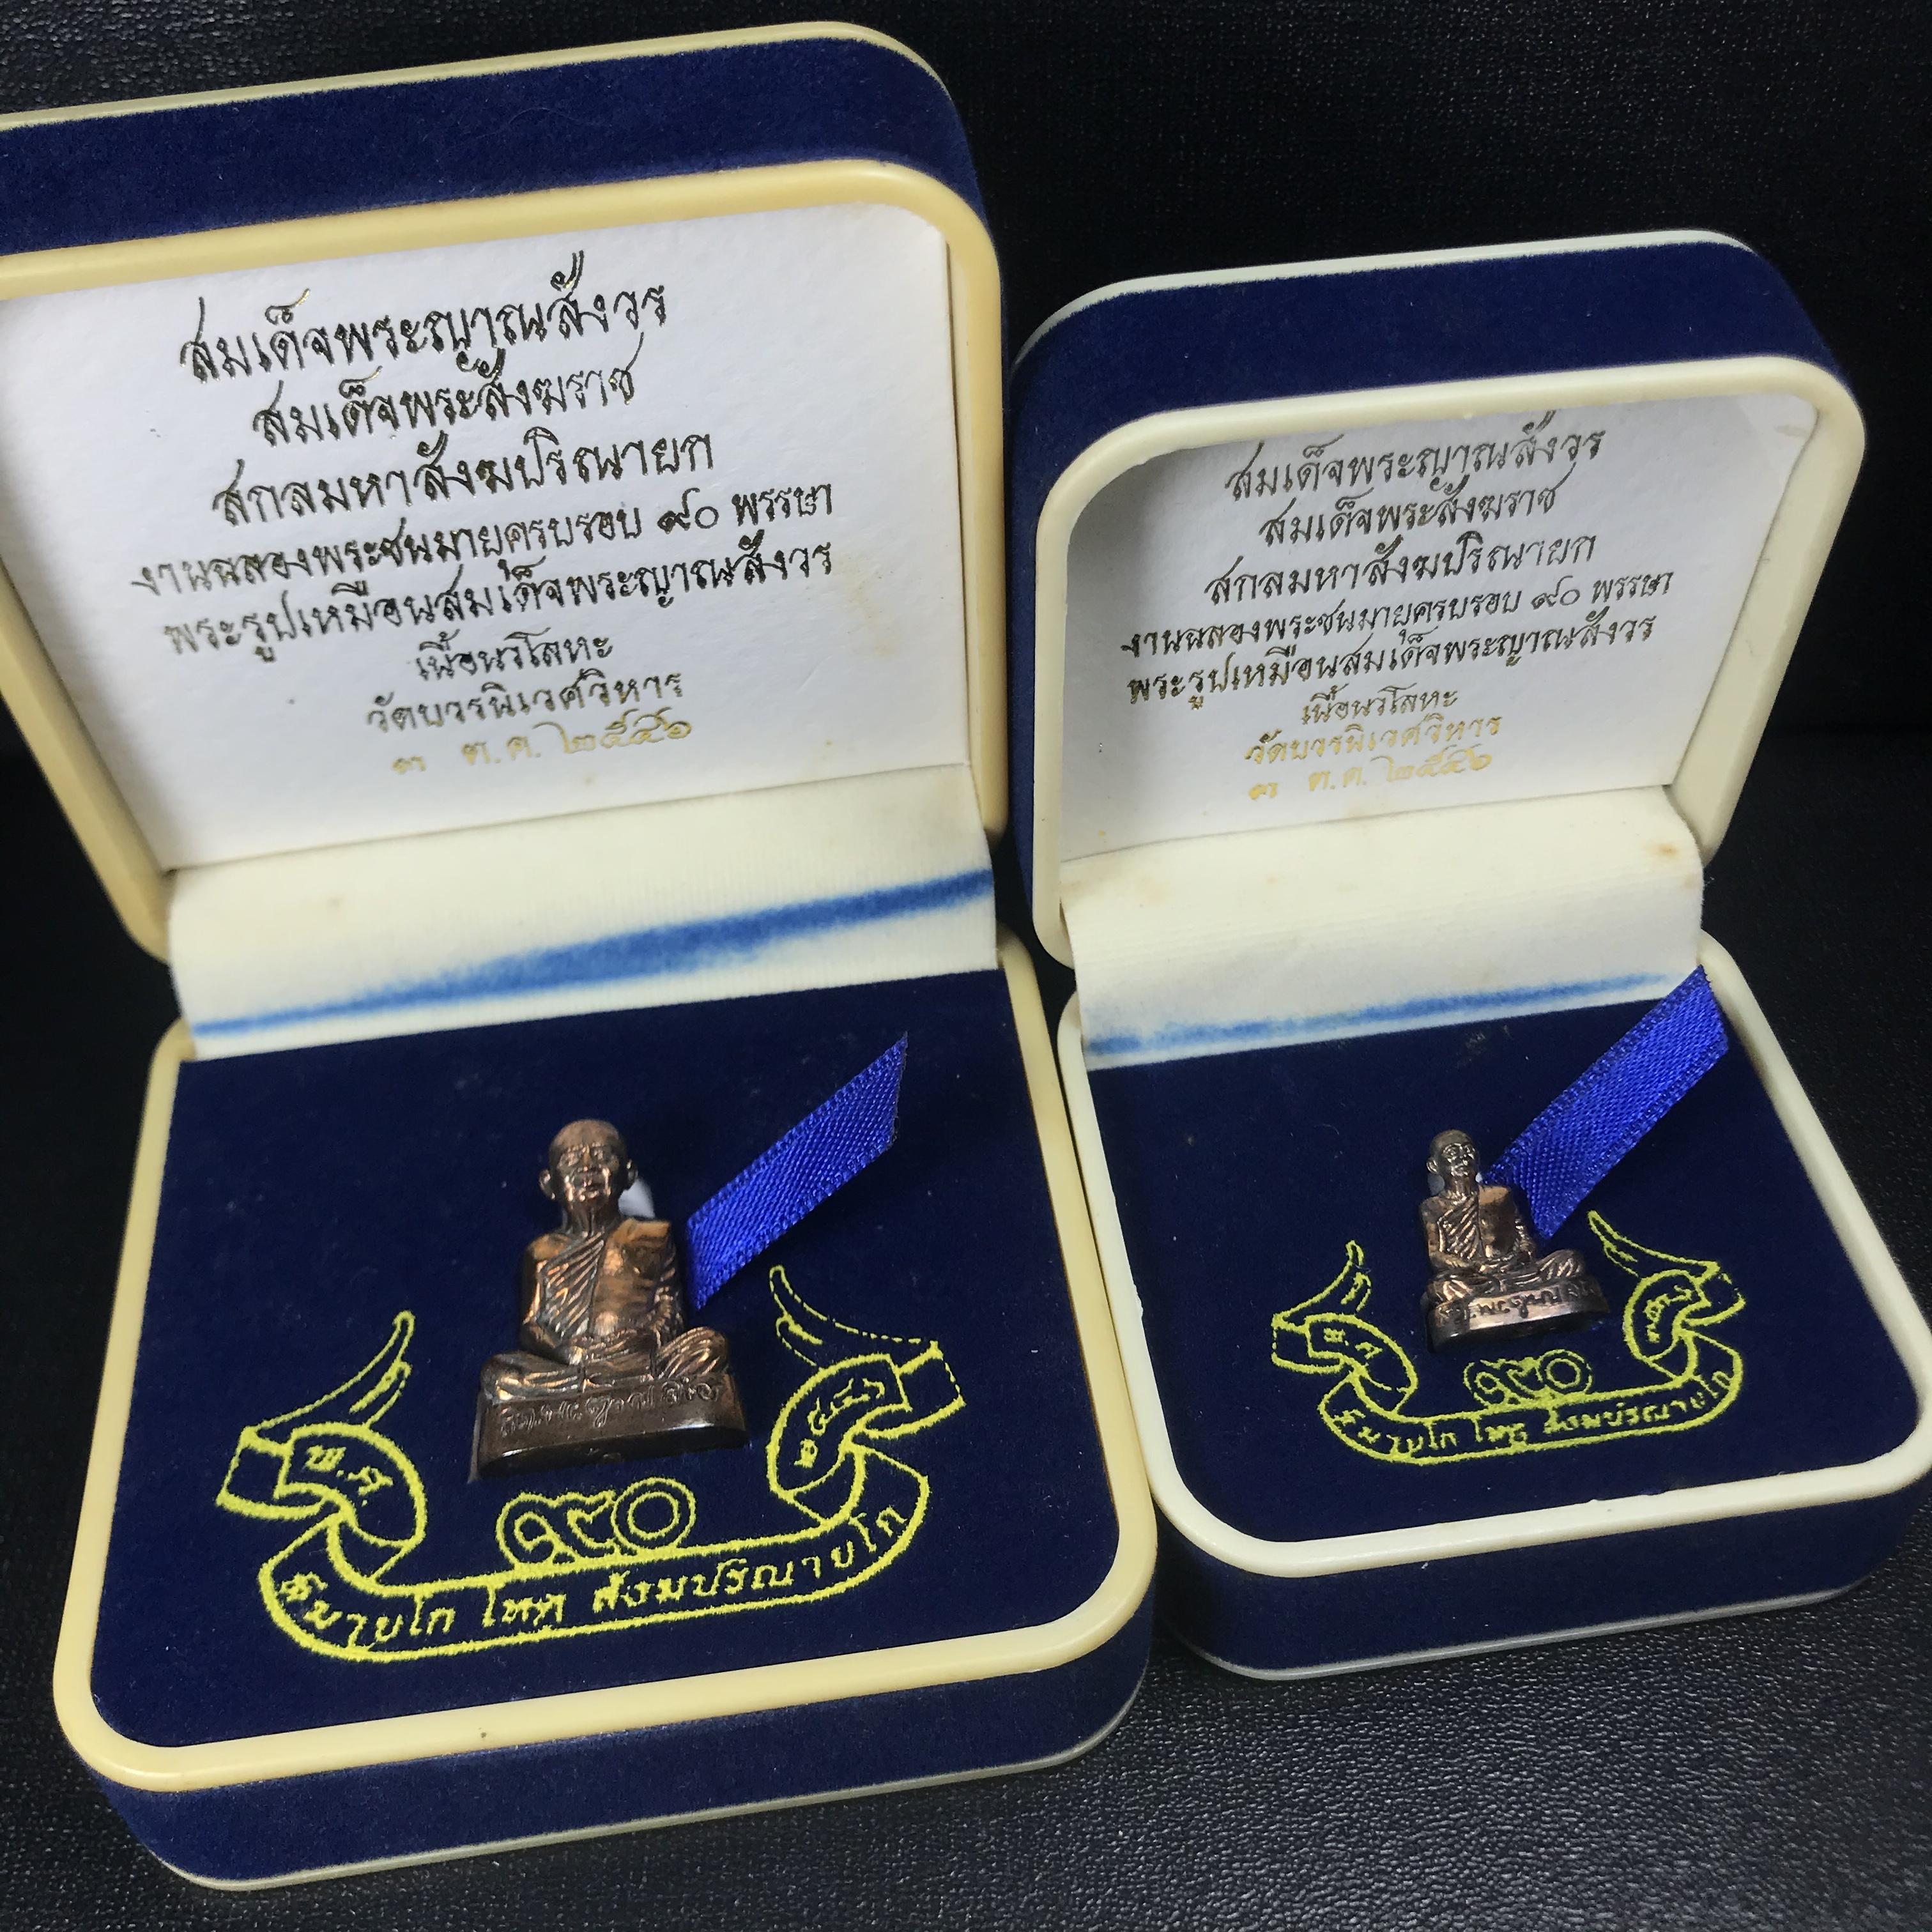 สมเด็จพระญาณสังวร
สมเด็จพระสังฆราช
สกลมหาสังฆปริณายก
งานฉลองพระชนมายุครบรอบ ๙๐ พรรษา
พระรูปเหมือนสมเด็จพระญาณสังวร
เนื้อนวโลหะ
วัดบวรนิเวศวิหาร
๓ ต.ค. ๒๕๔๖
พ.ศ
๒๕๔๖
๙๐
จิรํ นายโก โหตุ สังฆปริณายโก
สมเด็จพระญาณสังวร
สมเด็จพระสังฆราช
สกลมหาสังฆปริณายก
งานฉลองพระชนมายุครบรอบ ๙๐ พรรษา
พระรูปเหมือนสมเด็จพระญาณสังวร
เนื้อนวโลหะ
วัดบวรนิเวศวิหาร
๓ ต.ค. ๒๕๔๖
พ.ศ
๙๐
โหตุ สังฆปริณายโก